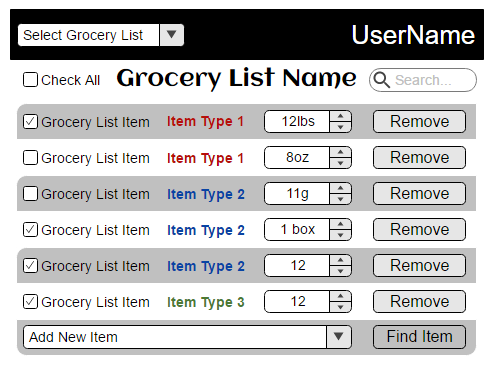 Select Grocery List UserName
Check All Grocery List Name Search...
Grocery List Item Item Type 1 12lbs Remove
Grocery List Item Item Type 1 8oz Remove
Grocery List Item Item Type 2 11g Remove
Grocery List Item Item Type 2 1 box Remove
Grocery List Item Item Type 2 12 Remove
Grocery List Item Item Type 3 12 Remove
Add New Item Find Item